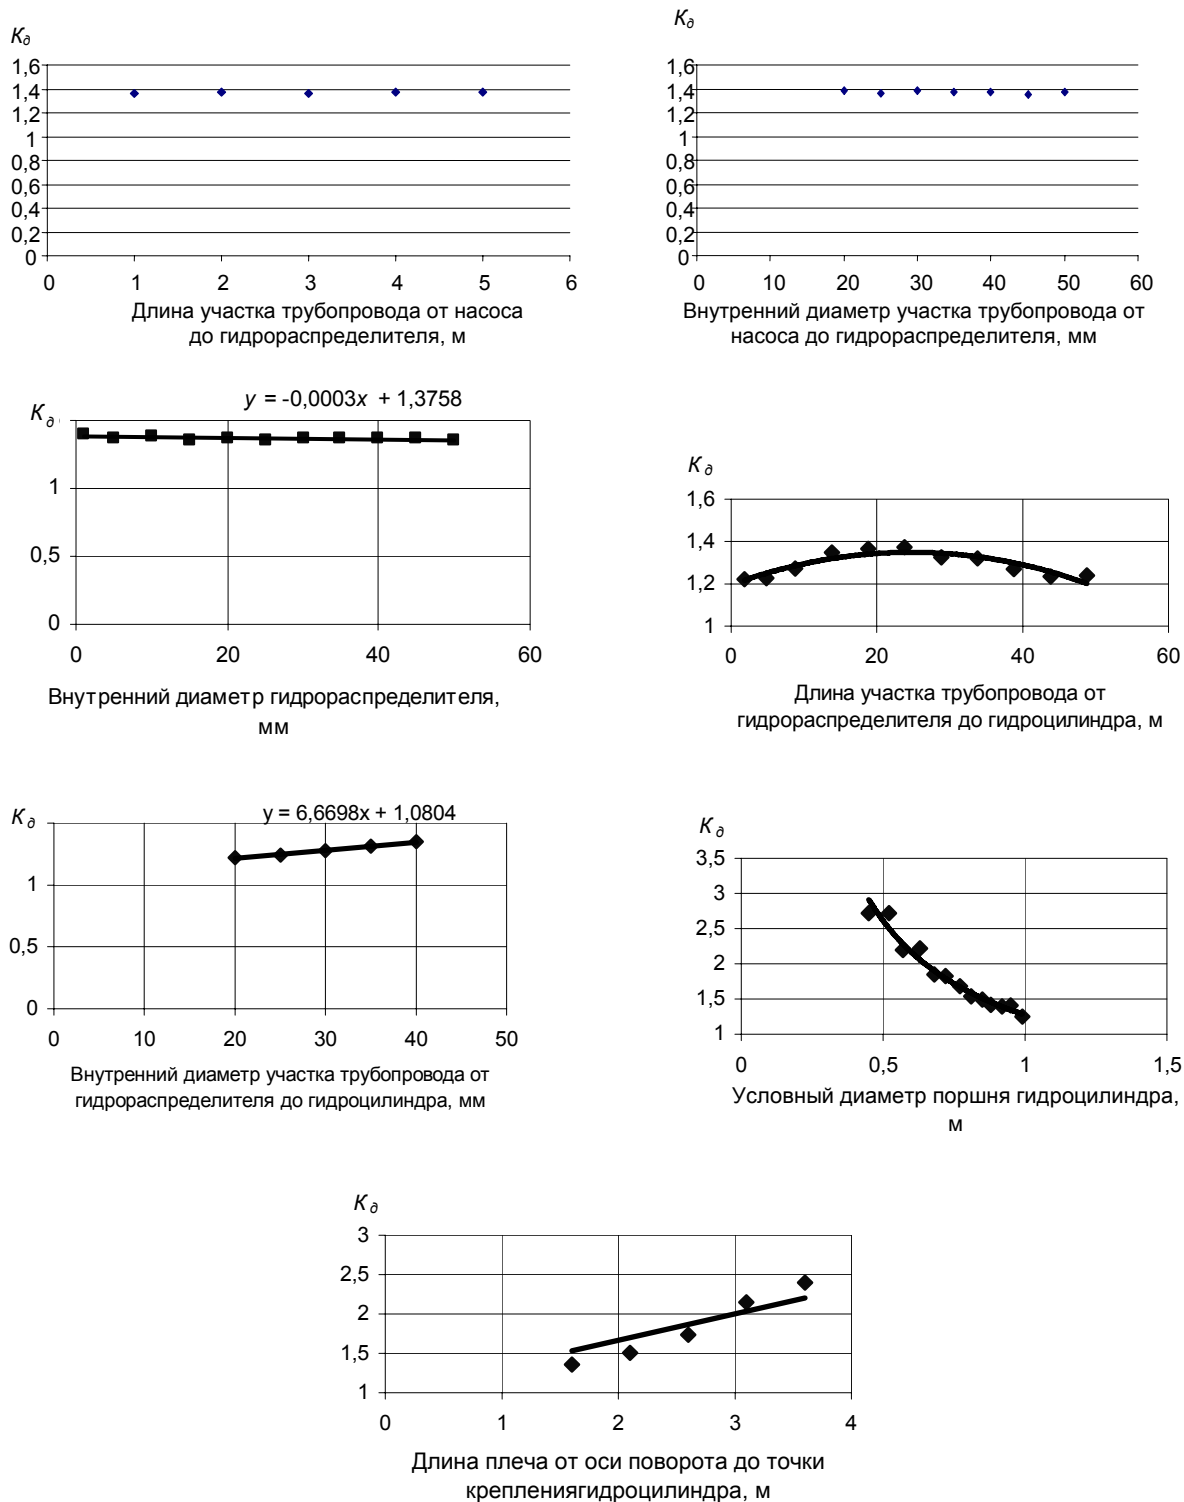 Kд
1,6
1,4
1,2
1
0,8
0,6
0,4
0,2
0
0 1 2 3 4 5 6
Длина участка трубопровода от насоса
до гидрораспределителя, м
Kд
1,6
1,4
1,2
1
0,8
0,6
0,4
0,2
0
0 10 20 30 40 50 60
Внутренний диаметр участка трубопровода от
насоса до гидрораспределителя, мм
y = -0,0003x + 1,3758
Kд
1
0,5
0
0 20 40 60
Внутренний диаметр гидрораспределителя,
мм
Kд
1,6
1,4
1,2
1
0 20 40 60
Длина участка трубопровода от
гидрораспределителя до гидроцилиндра, м
y = 6,6698x + 1,0804
Kд
1
0,5
0
0 10 20 30 40 50
Внутренний диаметр участка трубопровода от
гидрораспределителя до гидроцилиндра, мм
Kд
3,5
3
2,5
2
1,5
1
0 0,5 1 1,5
Условный диаметр поршня гидроцилиндра,
м
Kд
3
2,5
2
1,5
1
0 1 2 3 4
Длина плеча от оси поворота до точки
креплениягидроцилиндра, м